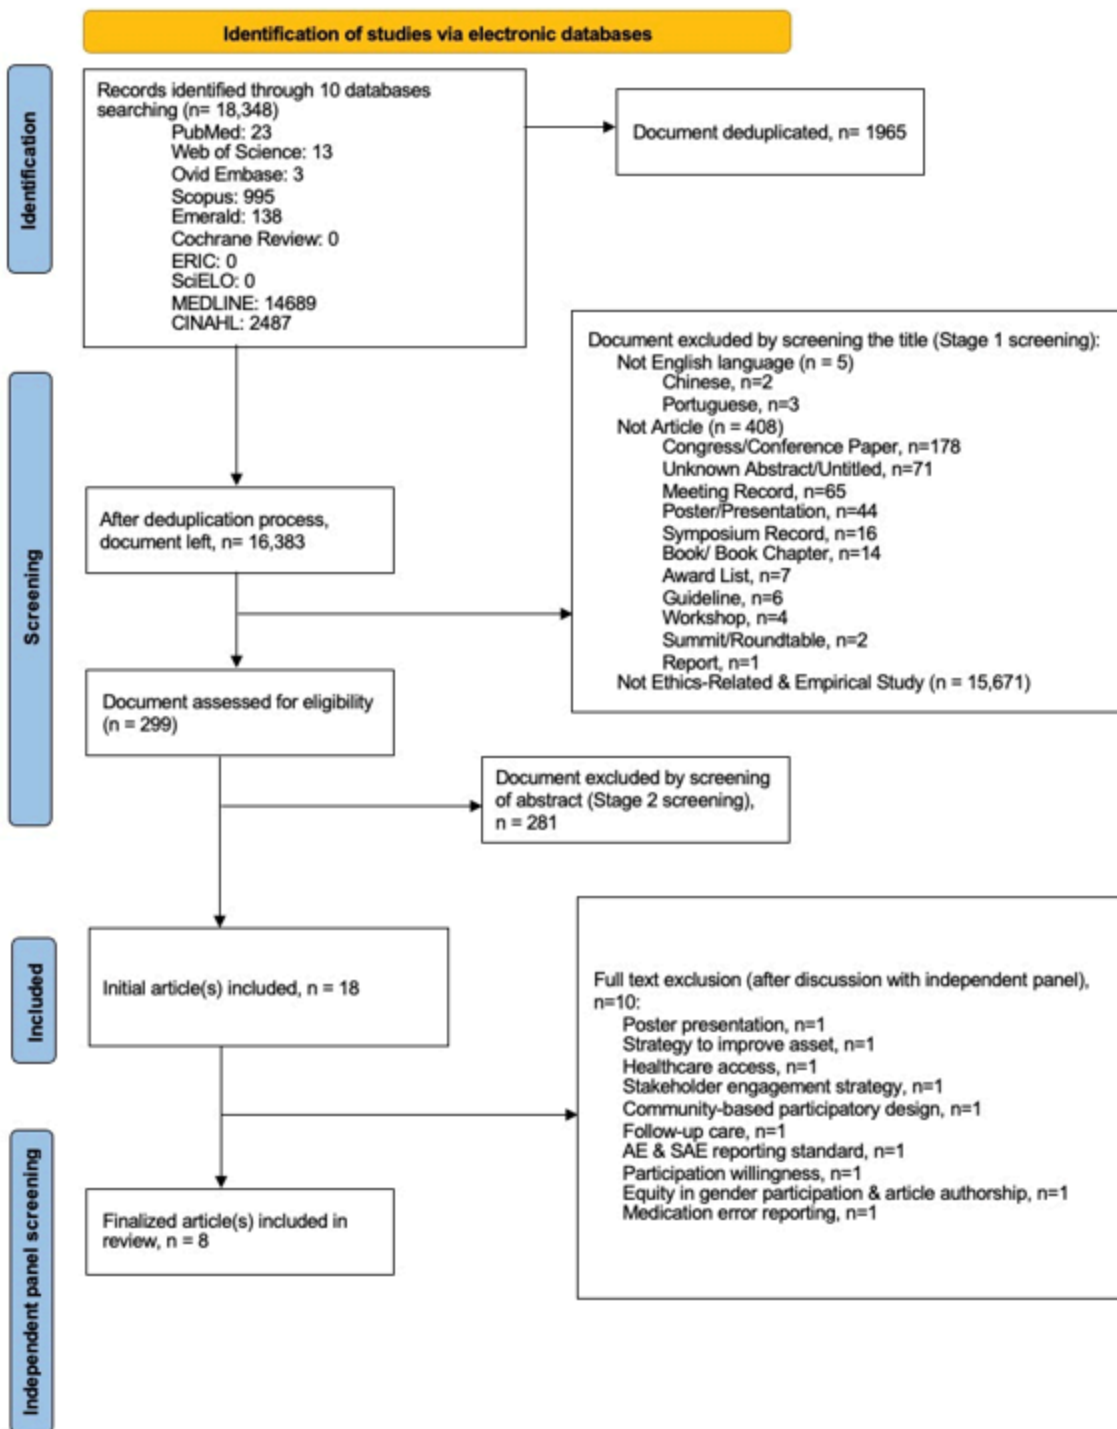 Identification of studies via electronic databases
Identification
Records identified through 10 databases
searching (n= 18,348)
PubMed: 23
Web of Science: 13
Ovid Embase: 3
Scopus: 995
Emerald: 138
Cochrane Review: 0
ERIC: 0
SciELO: 0
MEDLINE: 14689
CINAHL: 2487
Document deduplicated, n= 1965
Screening
After deduplication process,
document left, n= 16,383
Document excluded by screening the title (Stage 1 screening):
Not English language (n = 5)
Chinese, n=2
Portuguese, n=3
Not Article (n = 408)
Congress/Conference Paper, n=178
Unknown Abstract/Untitled, n=71
Meeting Record, n=65
Poster/Presentation, n=44
Symposium Record, n=16
Book/ Book Chapter, n=14
Award List, n=7
Guideline, n=6
Workshop, n=4
Summit/Roundtable, n=2
Report, n=1
Not Ethics-Related & Empirical Study (n = 15,671)
Document assessed for eligibility
(n = 299)
Document excluded by screening
of abstract (Stage 2 screening),
n = 281
Included
Initial article(s) included, n = 18
Full text exclusion (after discussion with independent panel),
n=10:
Poster presentation, n=1
Strategy to improve asset, n=1
Healthcare access, n=1
Stakeholder engagement strategy, n=1
Community-based participatory design, n=1
Follow-up care, n=1
AE & SAE reporting standard, n=1
Participation willingness, n=1
Equity in gender participation & article authorship, n=1
Medication error reporting, n=1
Independent panel screening
Finalized article(s) included in
review, n = 8